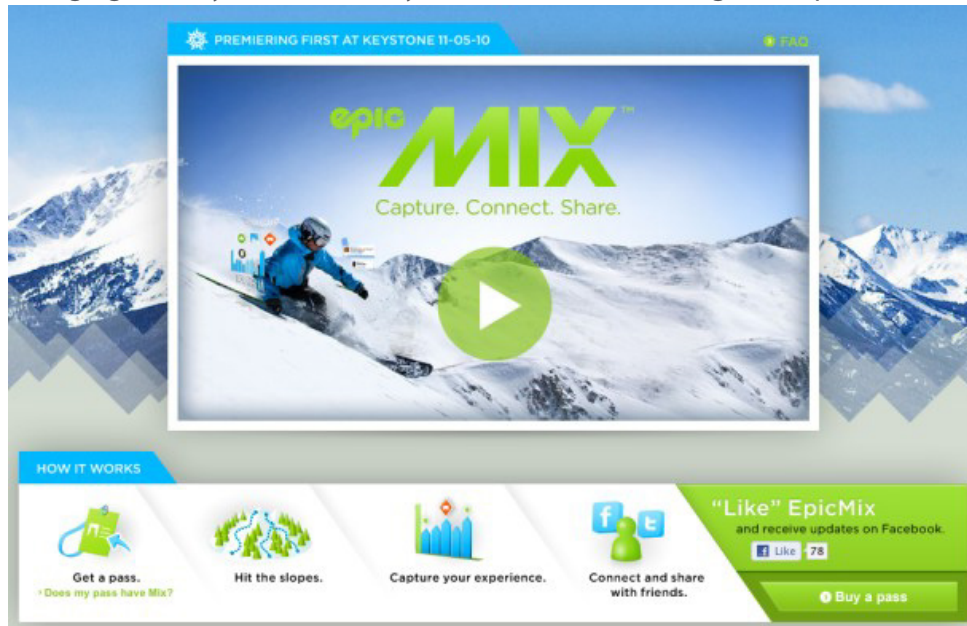 PREMIERING FIRST AT KEYSTONE 11-05-10
FAQ
epic MIX™
Capture. Connect. Share.
HOW IT WORKS
Get a pass.
Does my pass have Mix?
Hit the slopes.
Capture your experience.
Connect and share
with friends.
"Like" EpicMix
and receive updates on Facebook.
Like 78
Buy a pass